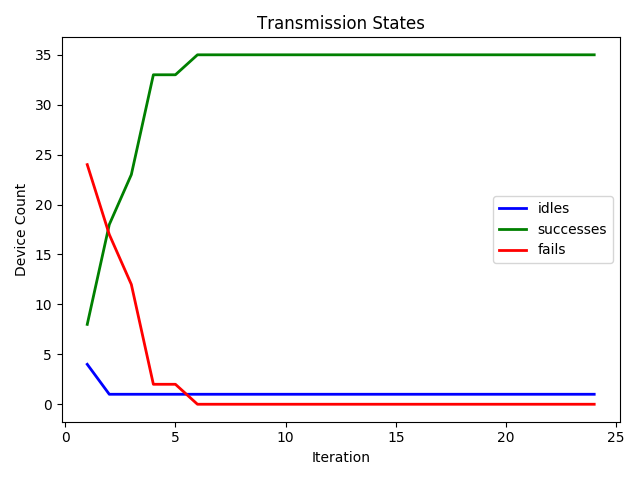 Transmission States
Device Count
35
30
25
20
15
10
5
0
idles
successes
fails
0 5 10 15 20 25
Iteration